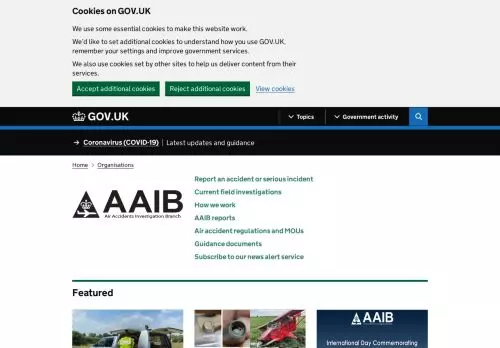 Cookies on GOV.UK
We use some essential cookies to make this website work.
We'd like to set additional cookies to understand how you use GOV.UK,
remember your settings and improve government services.
We also use cookies set by other sites to help us deliver content from their
services.
Accept additional cookies Reject additional cookies View cookies
GOV.UK Topics Government activity
→ Coronavirus (COVID-19) Latest updates and guidance
Home > Organisations
AAIB
Air Accidents Investigation Branch
Report an accident or serious incident
Current field investigations
How we work
AAIB reports
Air accident regulations and MOUs
Guidance documents
Subscribe to our news alert service
Featured
AAIB
International Day Commemorating